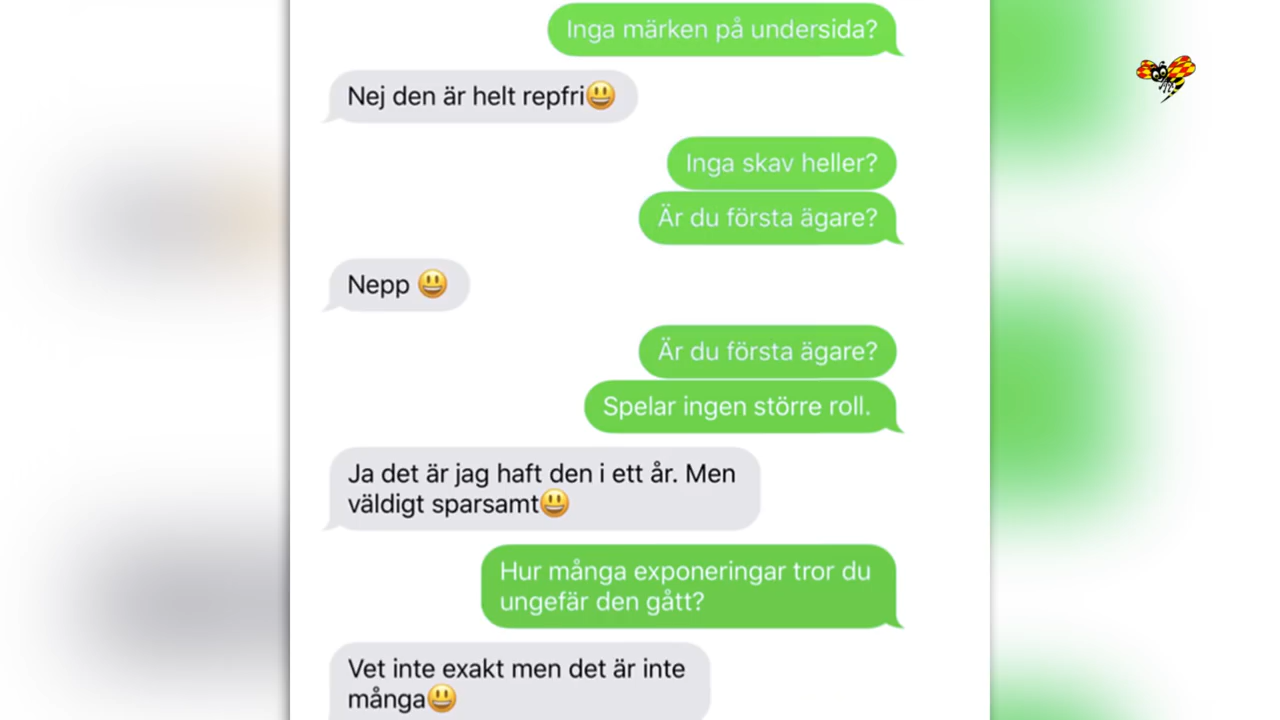 Inga märken på undersida?
Nej den är helt repfri😃
Inga skav heller?
Är du första ägare?
Nepp 😃
Är du första ägare?
Spelar ingen större roll.
Ja det är jag haft den i ett år. Men
väldigt sparsamt😃
Hur många exponeringar tror du
ungefär den gått?
Vet inte exakt men det är inte
många😃